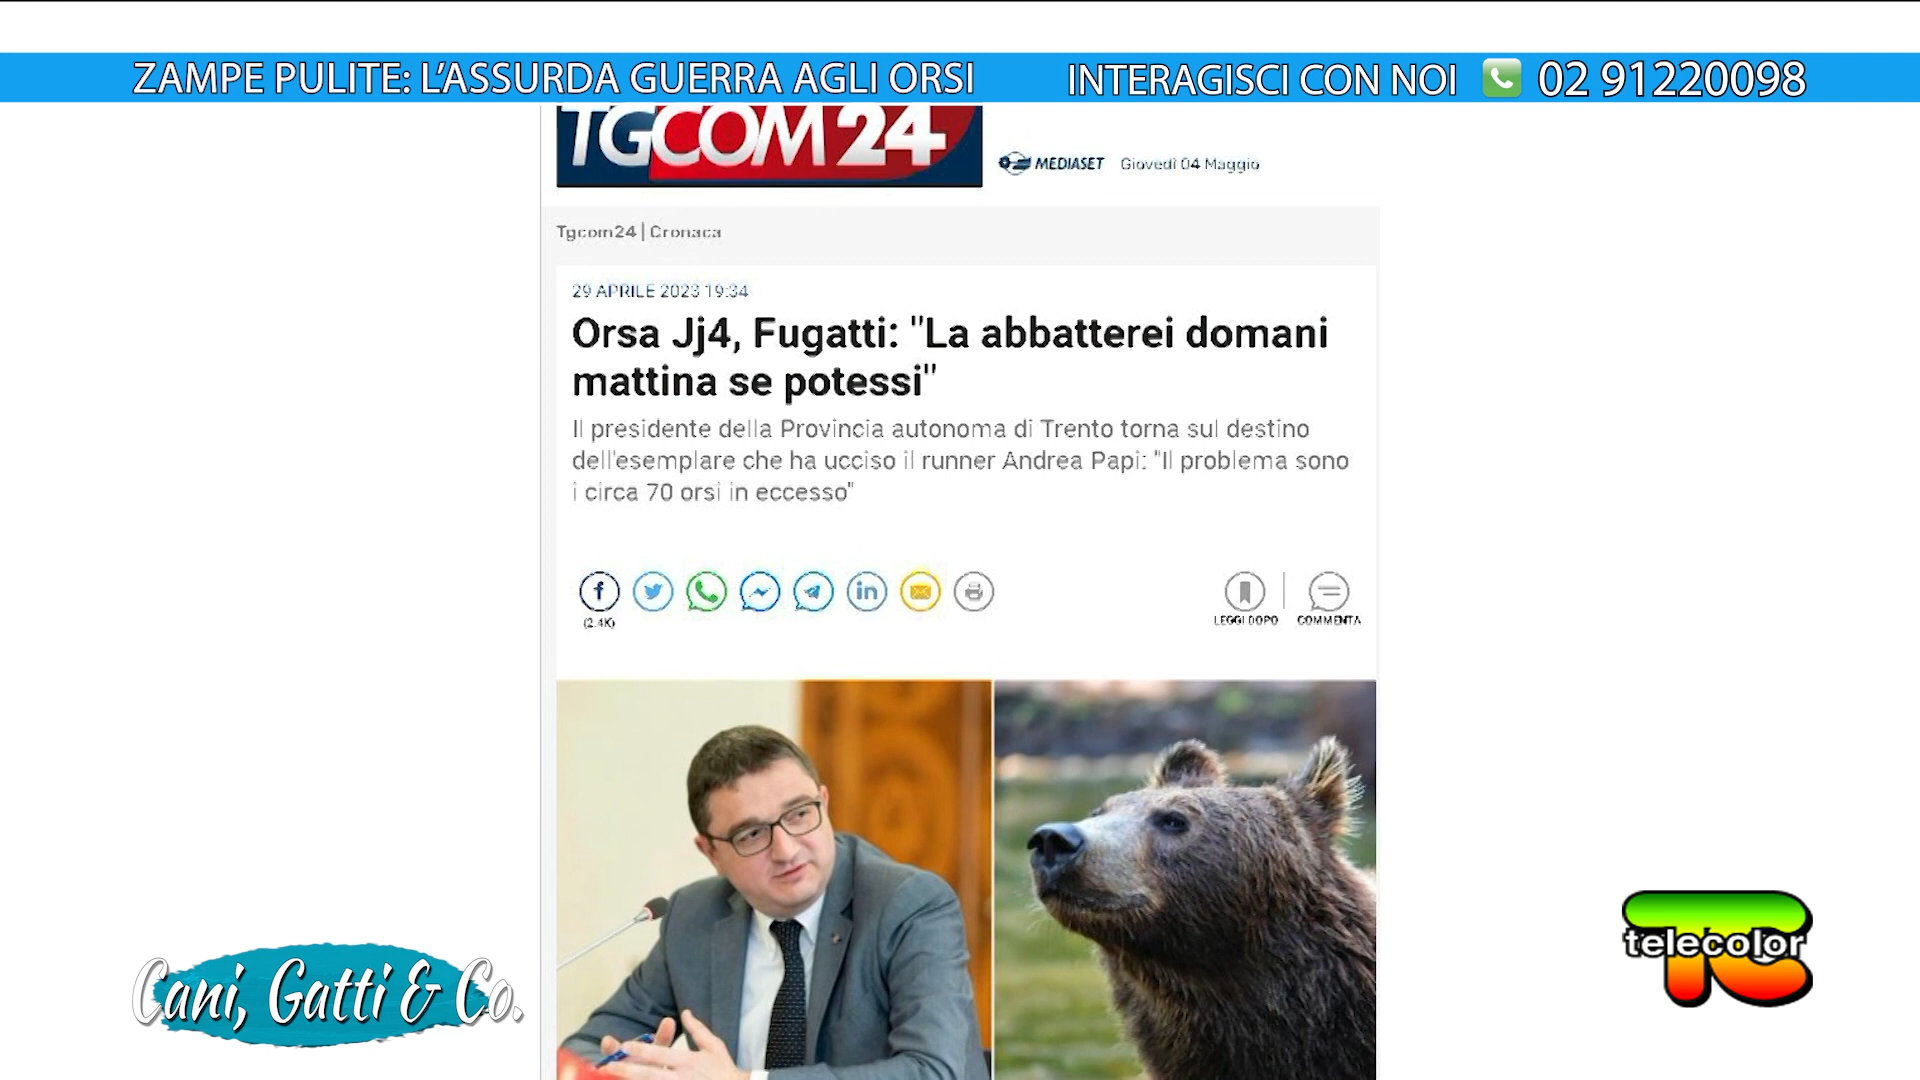 ZAMPE PULITE: L'ASSURDA GUERRA AGLI ORSI
INTERAGISCI CON NOI 02 91220098
TGCOM24
MEDIASET Giovedì 04 Maggio
Tgcom24 | Cronaca
29 APRILE 2023 19:34
Orsa Jj4, Fugatti: "La abbatterei domani
mattina se potessi"
Il presidente della Provincia autonoma di Trento torna sul destino
dell'esemplare che ha ucciso il runner Andrea Papi: "Il problema sono
i circa 70 orsi in eccesso"
(2.4K)
LEGGI DOPO
COMMENTA
Cani, Gatti & Co.
telecolor